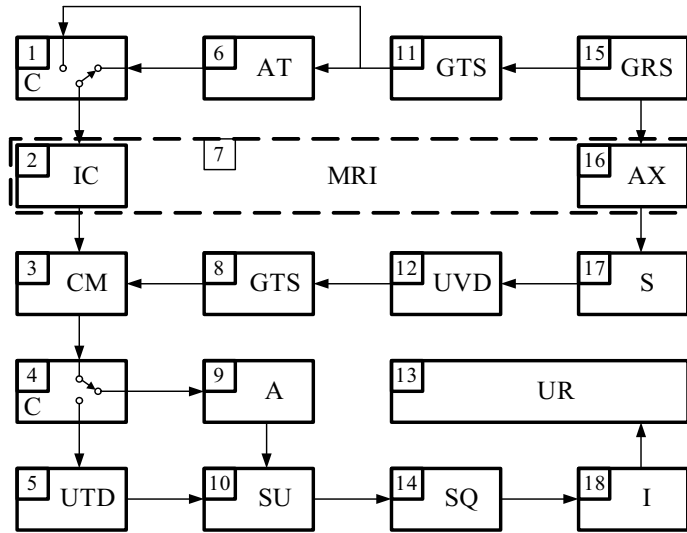 1 C
6 AT
11 GTS
15 GRS
2 IC
7 MRI
16 AX
3 CM
8 GTS
12 UVD
17 S
4 C
9 A
13 UR
5 UTD
10 SU
14 SQ
18 I